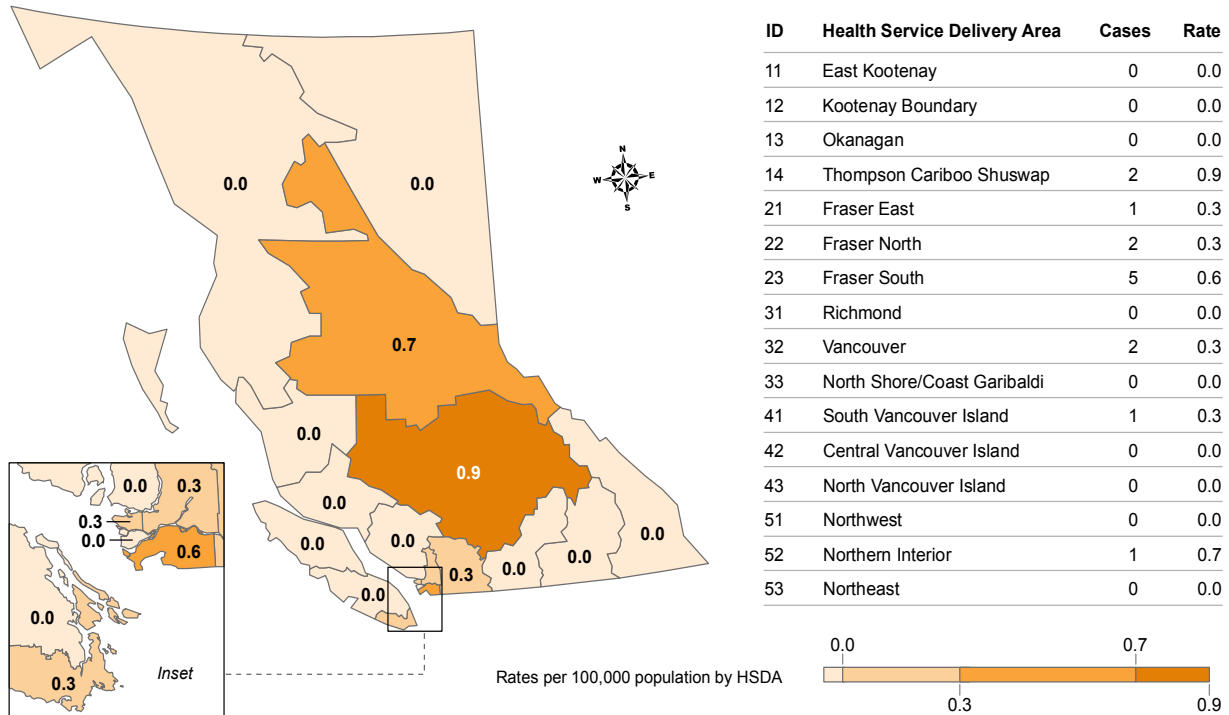 ID Health Service Delivery Area Cases Rate
11 East Kootenay 0 0.0
12 Kootenay Boundary 0 0.0
13 Okanagan 0 0.0
14 Thompson Cariboo Shuswap 2 0.9
21 Fraser East 1 0.3
22 Fraser North 2 0.3
23 Fraser South 5 0.6
31 Richmond 0 0.0
32 Vancouver 2 0.3
33 North Shore/Coast Garibaldi 0 0.0
41 South Vancouver Island 1 0.3
42 Central Vancouver Island 0 0.0
43 North Vancouver Island 0 0.0
51 Northwest 0 0.0
52 Northern Interior 1 0.7
53 Northeast 0 0.0
N
W E
S
0.0 0.0
0.7
0.0
0.9
0.0
0.0 0.0 0.0
0.3 0.0 0.0
0.0
0.0 0.3
0.3
0.0 0.6
0.0
0.3
Inset
Rates per 100,000 population by HSDA
0.0 0.7
0.3 0.9